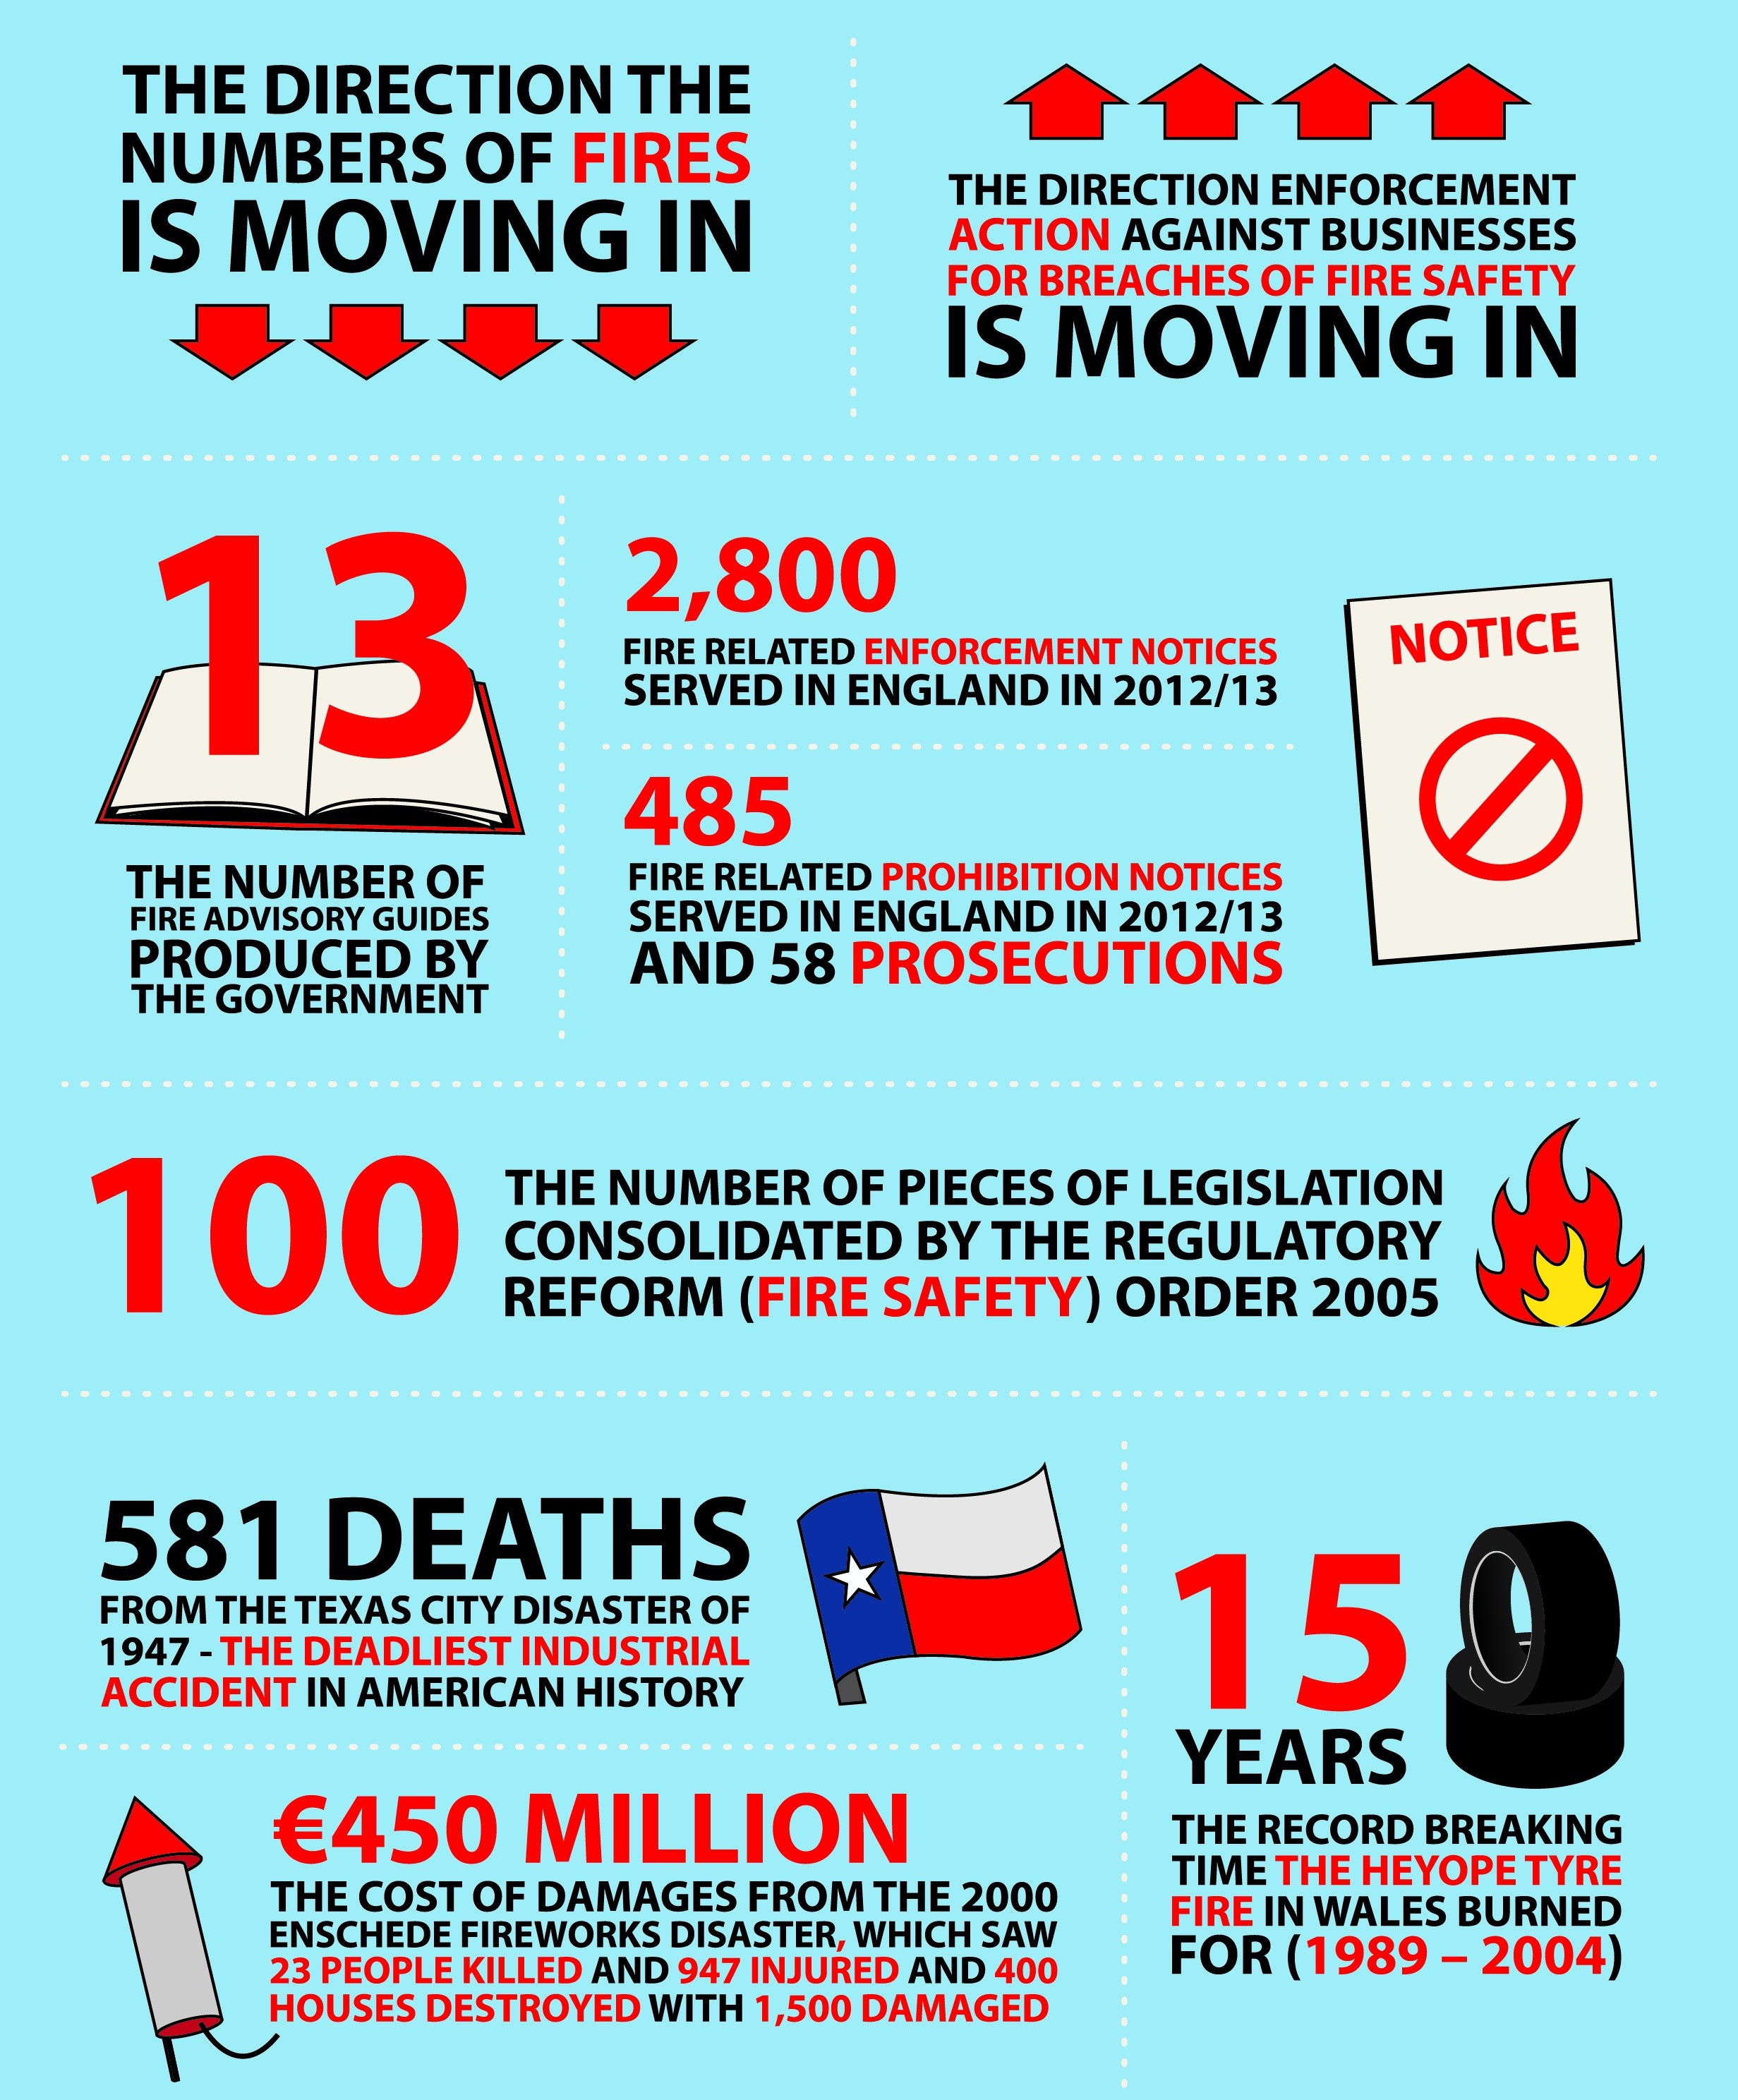 THE DIRECTION THE
NUMBERS OF FIRES
IS MOVING IN
THE DIRECTION ENFORCEMENT
ACTION AGAINST BUSINESSES
FOR BREACHES OF FIRE SAFETY
IS MOVING IN
13
THE NUMBER OF
FIRE ADVISORY GUIDES
PRODUCED BY
THE GOVERNMENT
2,800
FIRE RELATED ENFORCEMENT NOTICES
SERVED IN ENGLAND IN 2012/13
485
FIRE RELATED PROHIBITION NOTICES
SERVED IN ENGLAND IN 2012/13
AND 58 PROSECUTIONS
NOTICE
100
THE NUMBER OF PIECES OF LEGISLATION
CONSOLIDATED BY THE REGULATORY
REFORM (FIRE SAFETY) ORDER 2005
581 DEATHS
FROM THE TEXAS CITY DISASTER OF
1947 - THE DEADLIEST INDUSTRIAL
ACCIDENT IN AMERICAN HISTORY
€450 MILLION
THE COST OF DAMAGES FROM THE 2000
ENSCHEDE FIREWORKS DISASTER, WHICH SAW
23 PEOPLE KILLED AND 947 INJURED AND 400
HOUSES DESTROYED WITH 1,500 DAMAGED
15
YEARS
THE RECORD BREAKING
TIME THE HEYOPE TYRE
FIRE IN WALES BURNED
FOR (1989 – 2004)